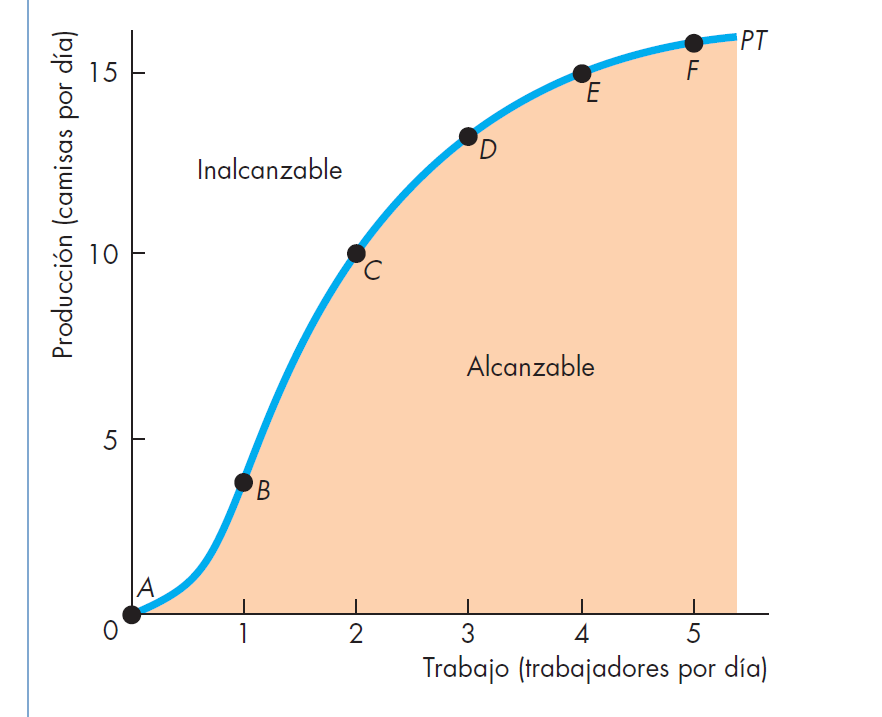 Producción (camisas por día)
15
10
5
0
PT
F
E
D
Inalcanzable
C
Alcanzable
B
A
1 2 3 4 5
Trabajo (trabajadores por día)